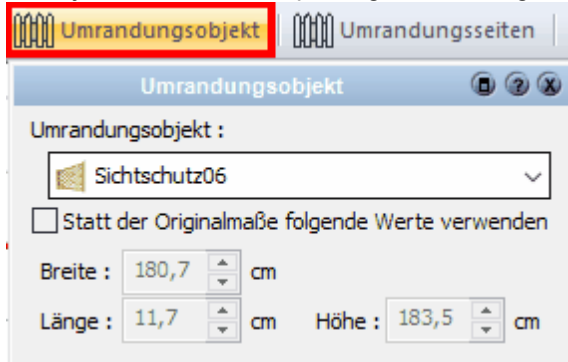 Umrandungsobjekt Umrandungsseiten
Umrandungsobjekt
Umrandungsobjekt :
Sichtschutz06
Statt der Originalmaße folgende Werte verwenden
Breite : 180,7 cm
Länge : 11,7 cm Höhe : 183,5 cm